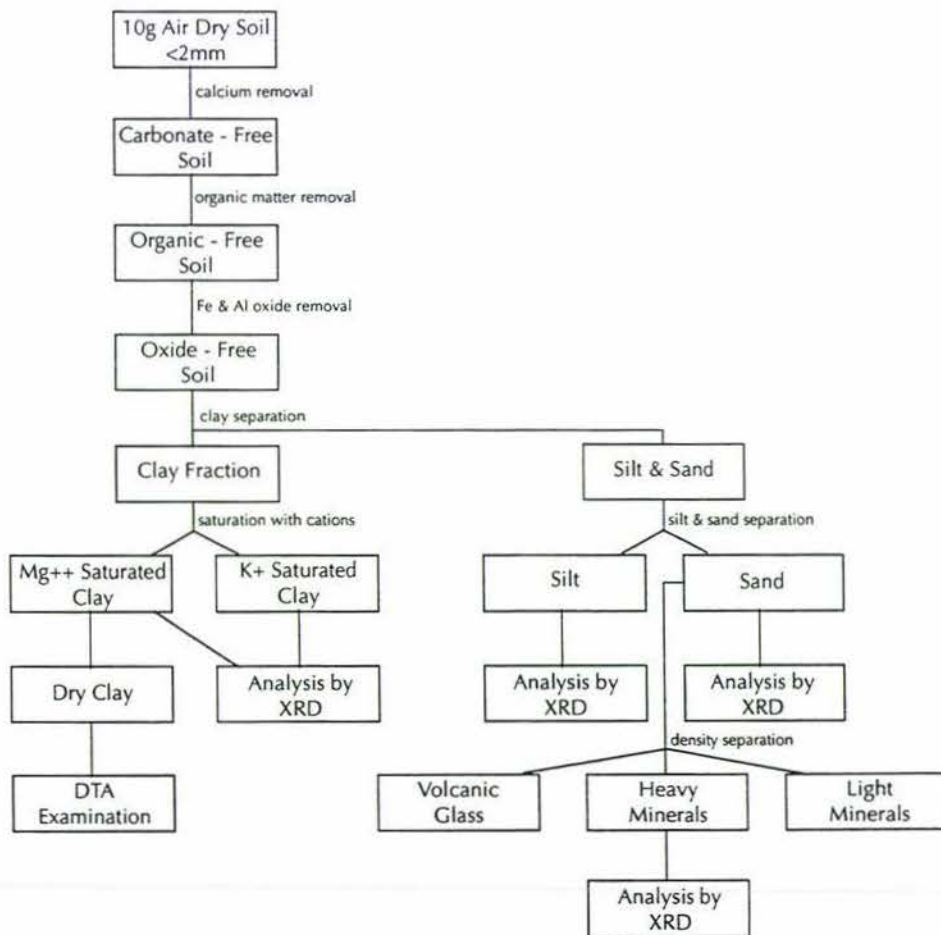 10g Air Dry Soil
<2mm
calcium removal
Carbonate - Free
Soil
organic matter removal
Organic - Free
Soil
Fe & Al oxide removal
Oxide - Free
Soil
clay separation
Clay Fraction
Silt & Sand
saturation with cations
silt & sand separation
Mg++ Saturated
Clay
K+ Saturated
Clay
Silt
Sand
Dry Clay
Analysis by
XRD
Analysis by
XRD
Analysis by
XRD
density separation
DTA
Examination
Volcanic
Glass
Heavy
Minerals
Light
Minerals
Analysis by
XRD